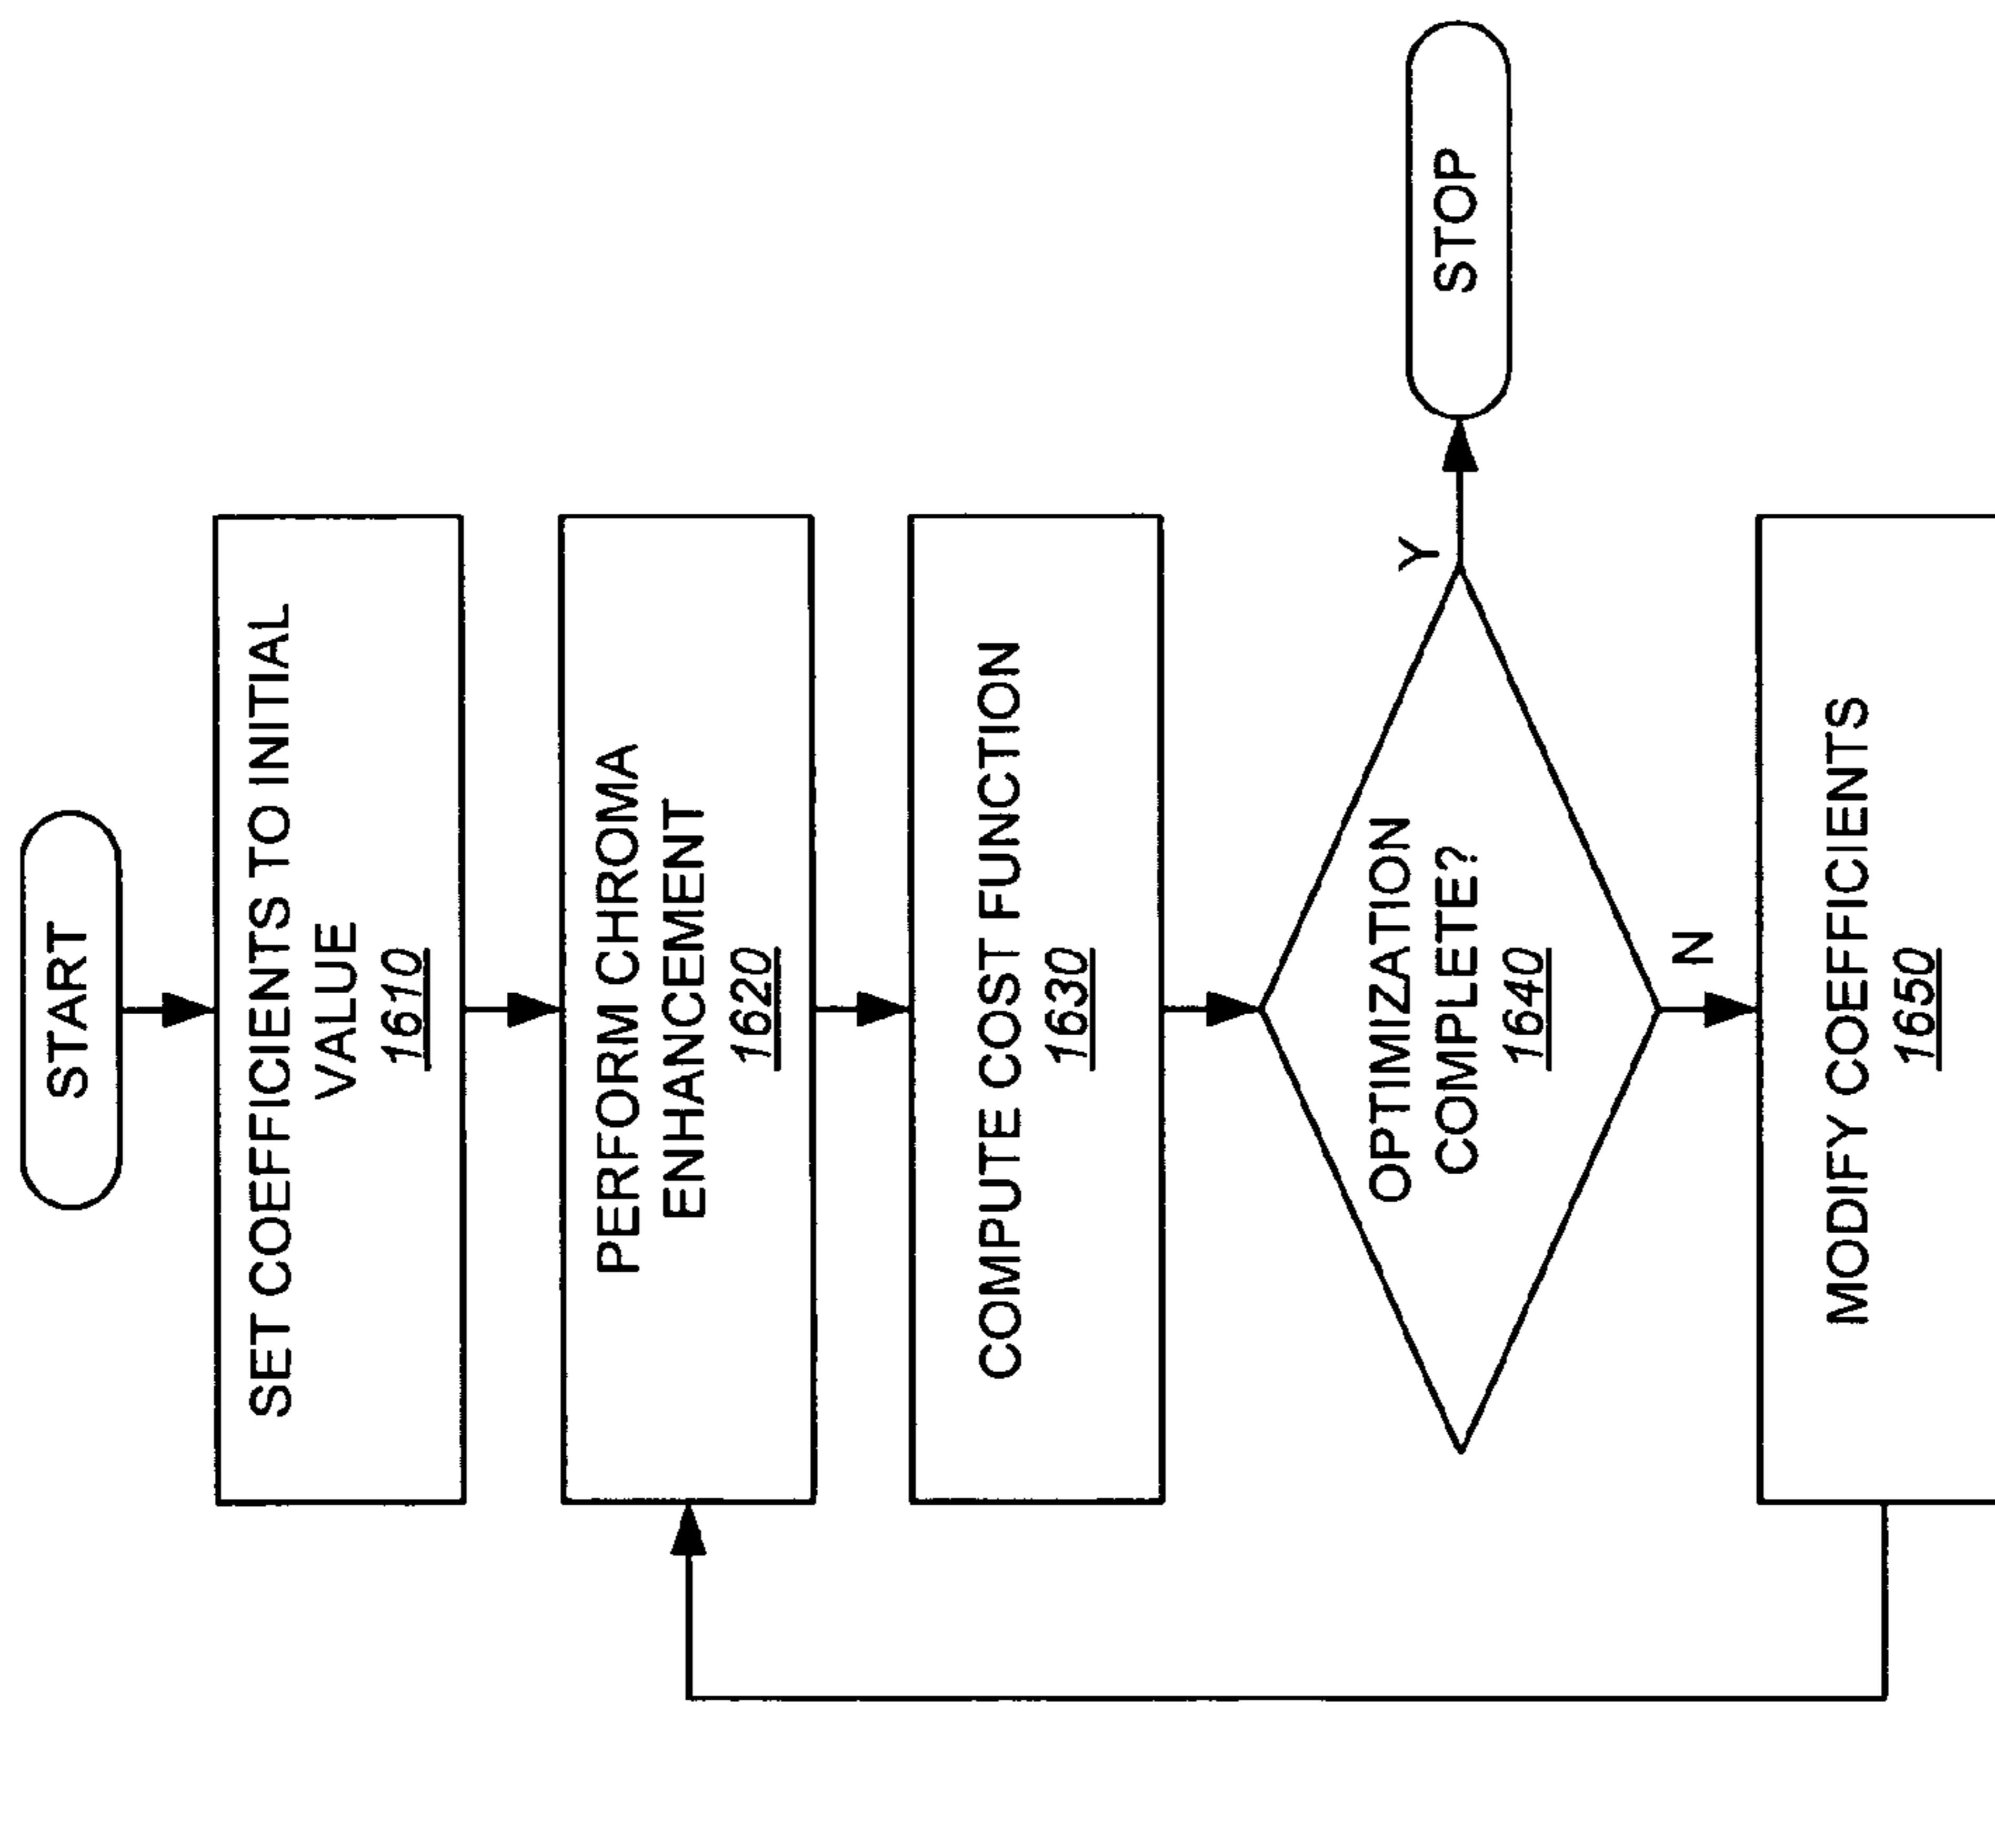 START
SET COEFFICIENTS TO INITIAL
VALUE
1610
PERFORM CHROMA
ENHANCEMENT
1620
COMPUTE COST FUNCTION
1630
OPTIMIZATION
COMPLETE?
1640
Y
STOP
N
MODIFY COEFFICIENTS
1650